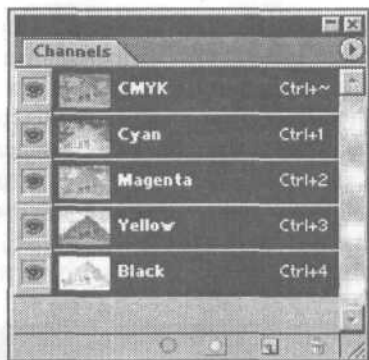 Channels
CMYK Ctrl+~
Cyan Ctrl+1
Magenta Ctrl+2
Yellow Ctrl+3
Black Ctrl+4